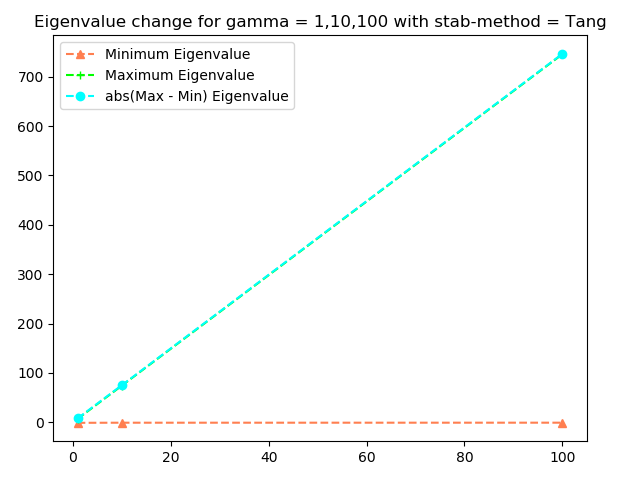 Eigenvalue change for gamma = 1,10,100 with stab-method = Tang
Minimum Eigenvalue
Maximum Eigenvalue
abs(Max - Min) Eigenvalue
700
600
500
400
300
200
100
0
0 20 40 60 80 100